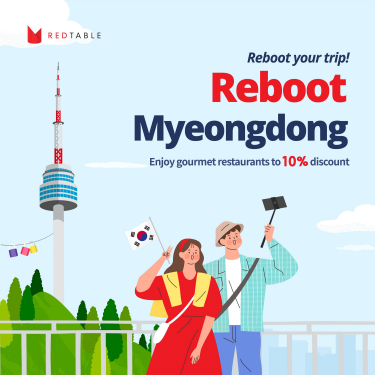 REDTABLE
Reboot your trip!
Reboot
Myeongdong
Enjoy gourmet restaurants to 10% discount